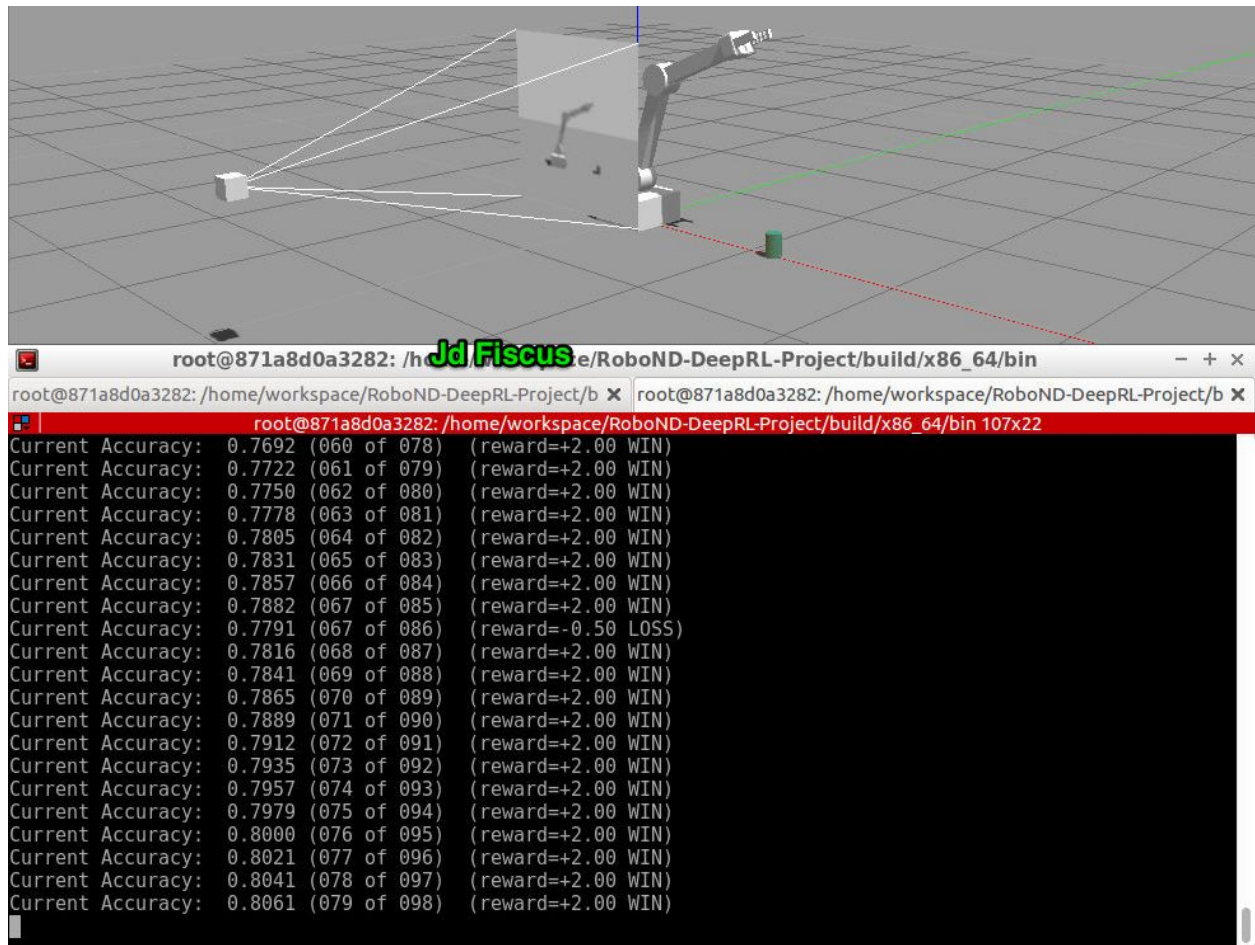 root@871a8d0a3282: /ho Jd Fiscus e/RoboND-DeepRL-Project/build/x86_64/bin
root@871a8d0a3282: /home/workspace/RoboND-DeepRL-Project/b root@871a8d0a3282: /home/workspace/RoboND-DeepRL-Project/b
root@871a8d0a3282: /home/workspace/RoboND-DeepRL-Project/build/x86_64/bin 107x22
Current Accuracy:  0.7692 (060 of 078)  (reward=+2.00 WIN)
Current Accuracy:  0.7722 (061 of 079)  (reward=+2.00 WIN)
Current Accuracy:  0.7750 (062 of 080)  (reward=+2.00 WIN)
Current Accuracy:  0.7778 (063 of 081)  (reward=+2.00 WIN)
Current Accuracy:  0.7805 (064 of 082)  (reward=+2.00 WIN)
Current Accuracy:  0.7831 (065 of 083)  (reward=+2.00 WIN)
Current Accuracy:  0.7857 (066 of 084)  (reward=+2.00 WIN)
Current Accuracy:  0.7882 (067 of 085)  (reward=+2.00 WIN)
Current Accuracy:  0.7791 (067 of 086)  (reward=-0.50 LOSS)
Current Accuracy:  0.7816 (068 of 087)  (reward=+2.00 WIN)
Current Accuracy:  0.7841 (069 of 088)  (reward=+2.00 WIN)
Current Accuracy:  0.7865 (070 of 089)  (reward=+2.00 WIN)
Current Accuracy:  0.7889 (071 of 090)  (reward=+2.00 WIN)
Current Accuracy:  0.7912 (072 of 091)  (reward=+2.00 WIN)
Current Accuracy:  0.7935 (073 of 092)  (reward=+2.00 WIN)
Current Accuracy:  0.7957 (074 of 093)  (reward=+2.00 WIN)
Current Accuracy:  0.7979 (075 of 094)  (reward=+2.00 WIN)
Current Accuracy:  0.8000 (076 of 095)  (reward=+2.00 WIN)
Current Accuracy:  0.8021 (077 of 096)  (reward=+2.00 WIN)
Current Accuracy:  0.8041 (078 of 097)  (reward=+2.00 WIN)
Current Accuracy:  0.8061 (079 of 098)  (reward=+2.00 WIN)